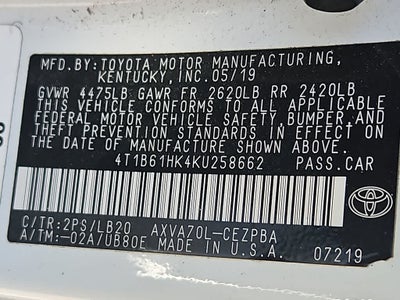 MFD.BY:TOYOTA MOTOR MANUFACTURING,
KENTUCKY,INC.05/19
GVWR 4475LB GAWR FR 2620LB RR 2420LB
THIS VEHICLE CONFORMS TO ALL APPLICABLE
FEDERAL MOTOR VEHICLE SAFETY, BUMPER,AND
THEFT PREVENTION STANDARDS IN EFFECT ON
THE DATE OF MANUFACTURE SHOWN ABOVE.
4T1B61HK4KU258662 PASS.CAR
C/TR:2PS/LB20 AXVA70L-CEZPBA
A/TM:-02A/UB80E MADE IN U.S.A.
TOYOTA
07219